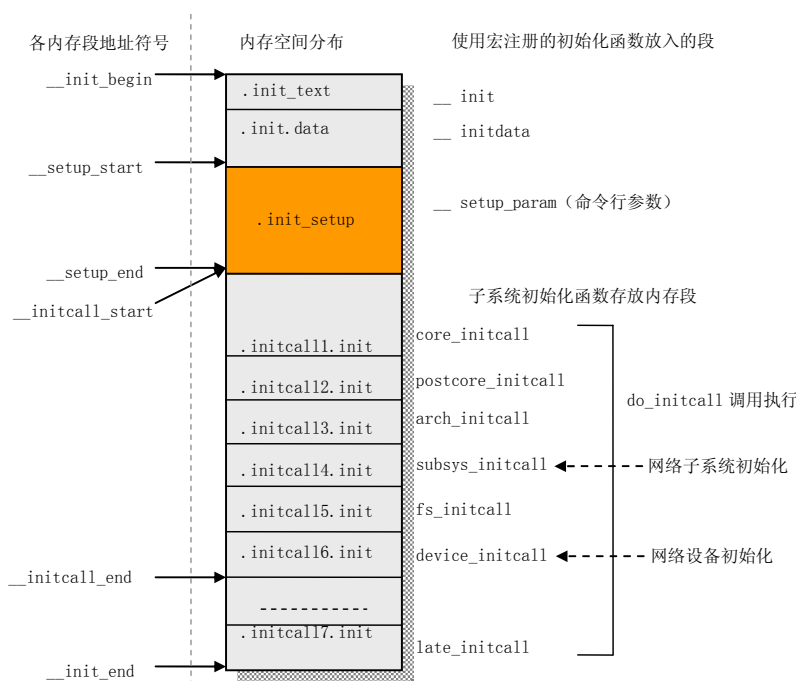 各内存段地址符号
内存空间分布
使用宏注册的初始化函数放入的段
__init_begin
.init_text
__ init
.init.data
__ initdata
__setup_start
.init_setup
__ setup_param（命令行参数）
__setup_end
__initcall_start
子系统初始化函数存放内存段
.initcall1.init
core_initcall
.initcall2.init
postcore_initcall
do_initcall 调用执行
.initcall3.init
arch_initcall
.initcall4.init
subsys_initcall
网络子系统初始化
.initcall5.init
fs_initcall
.initcall6.init
device_initcall
网络设备初始化
__initcall_end
.initcall7.init
late_initcall
__init_end